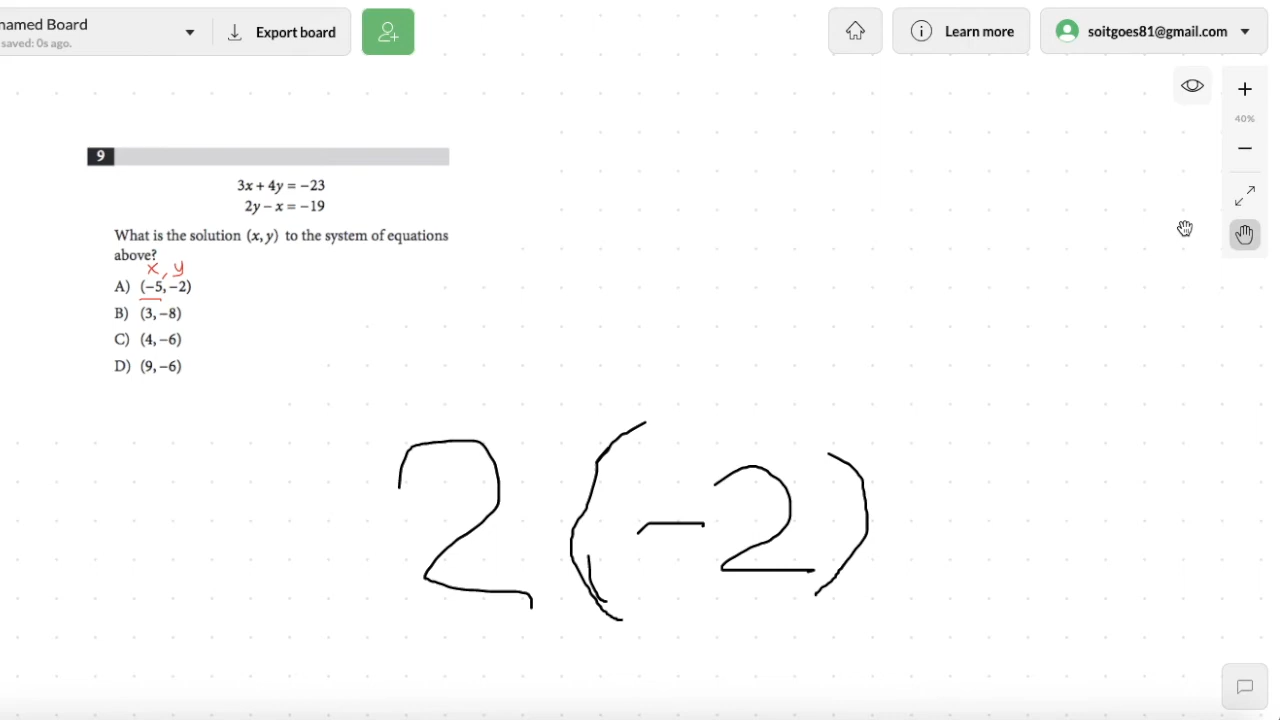 named Board
saved: 0s ago.
Export board
Learn more
soitgoes81@gmail.com
40%
9
3x + 4y = −23
2y − x = −19
What is the solution (x, y) to the system of equations
above?
x, y
A) (−5, −2)
B) (3, −8)
C) (4, −6)
D) (9, −6)
2(−2)